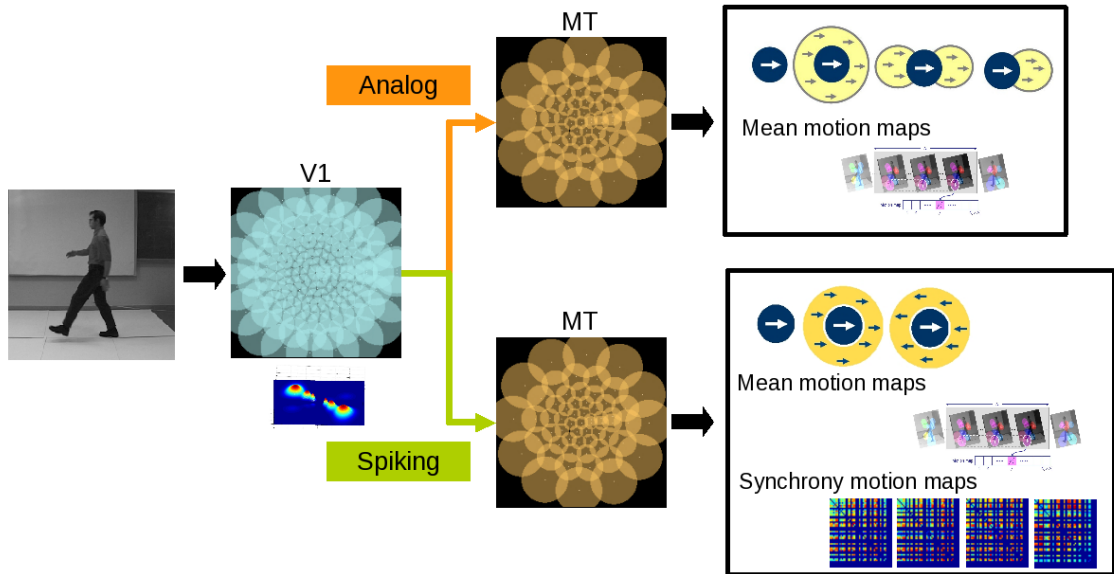 MT
Analog
Mean motion maps
V1
MT
Mean motion maps
Spiking
Synchrony motion maps